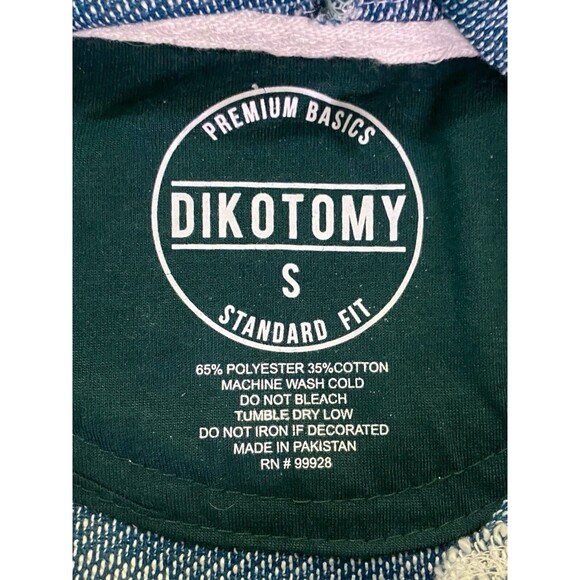 PREMIUM BASICS
DIKOTOMY
S
STANDARD FIT
65% POLYESTER 35%COTTON
MACHINE WASH COLD
DO NOT BLEACH
TUMBLE DRY LOW
DO NOT IRON IF DECORATED
MADE IN PAKISTAN
RN # 99928